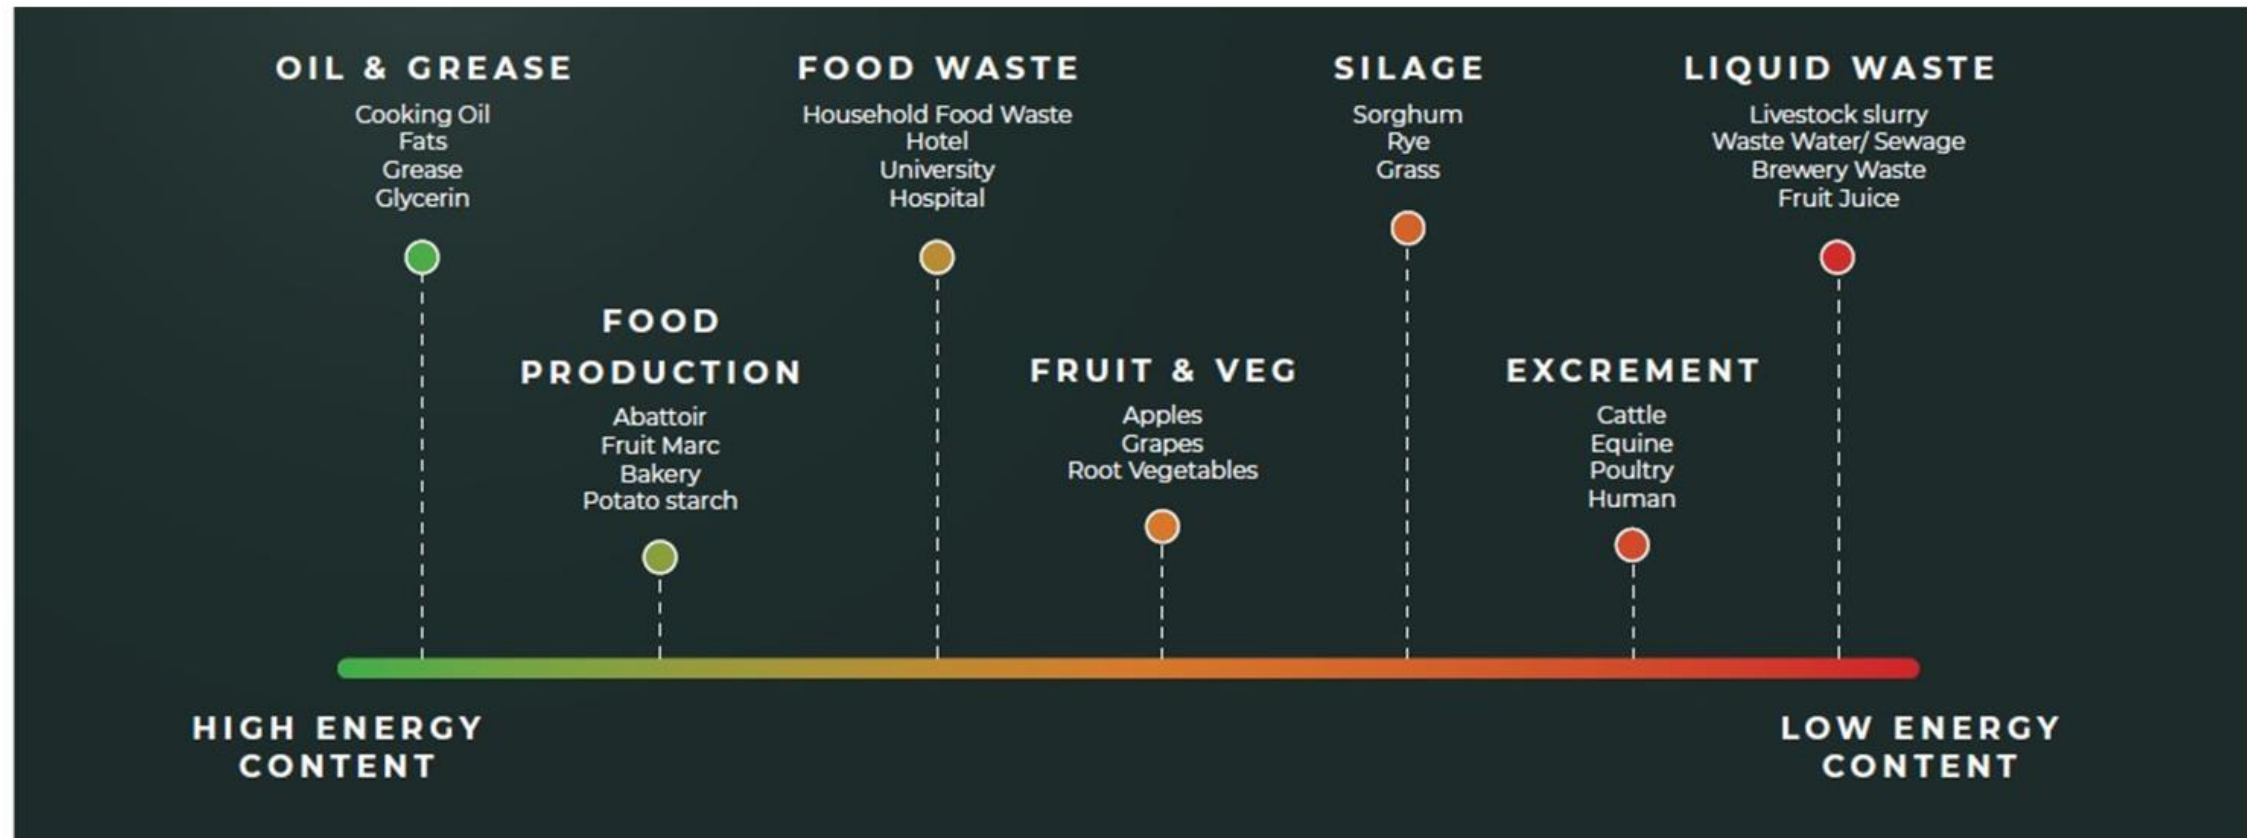 OIL & GREASE
Cooking Oil
Fats
Grease
Glycerin
FOOD
PRODUCTION
Abattoir
Fruit Marc
Bakery
Potato starch
FOOD WASTE
Household Food Waste
Hotel
University
Hospital
FRUIT & VEG
Apples
Grapes
Root Vegetables
SILAGE
Sorghum
Rye
Grass
EXCREMENT
Cattle
Equine
Poultry
Human
LIQUID WASTE
Livestock slurry
Waste Water/ Sewage
Brewery Waste
Fruit Juice
HIGH ENERGY
CONTENT
LOW ENERGY
CONTENT